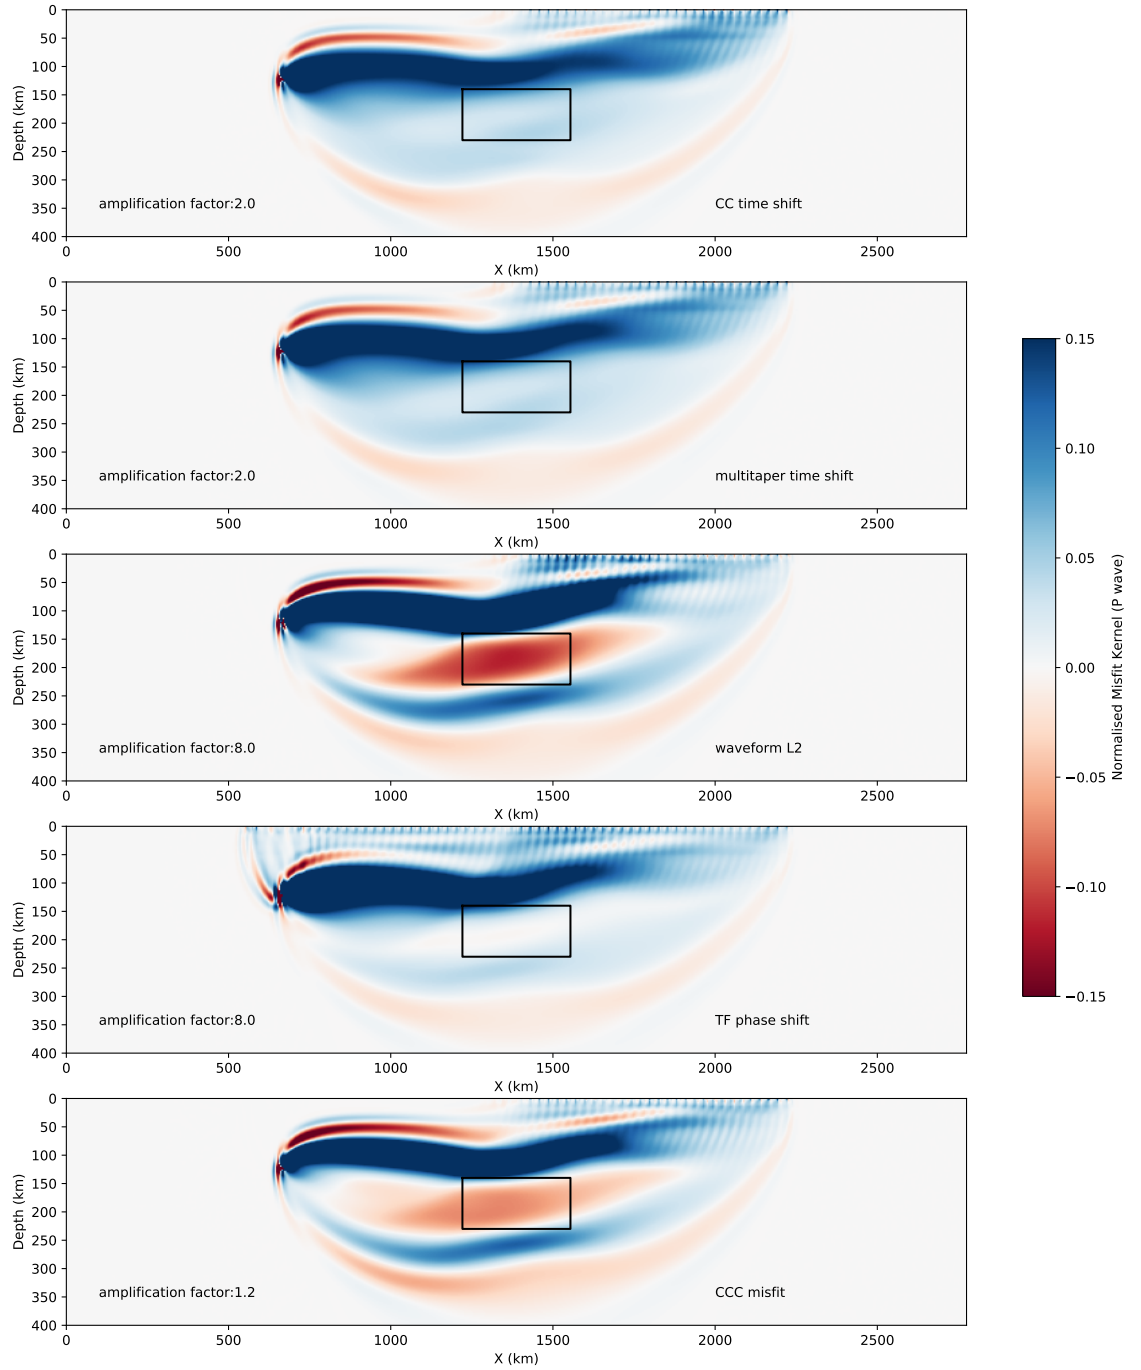 0
50
100
150
200
250
300
350
400
Depth (km)
amplification factor:2.0
CC time shift
0 500 1000 1500 2000 2500
X (km)
0
50
100
150
200
250
300
350
400
Depth (km)
amplification factor:2.0
multitaper time shift
0 500 1000 1500 2000 2500
X (km)
0
50
100
150
200
250
300
350
400
Depth (km)
amplification factor:8.0
waveform L2
0 500 1000 1500 2000 2500
X (km)
0
50
100
150
200
250
300
350
400
Depth (km)
amplification factor:8.0
TF phase shift
0 500 1000 1500 2000 2500
X (km)
0
50
100
150
200
250
300
350
400
Depth (km)
amplification factor:1.2
CCC misfit
0 500 1000 1500 2000 2500
X (km)
0.15
0.10
0.05
0.00
−0.05
−0.10
−0.15
Normalised Misfit Kernel (P wave)